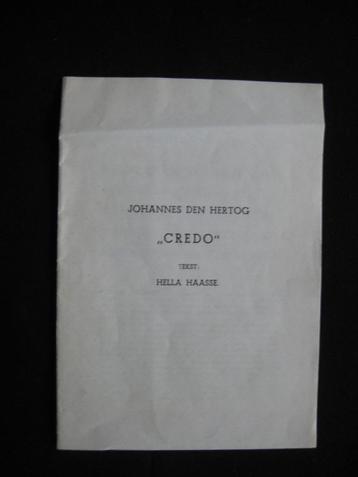 JOHANNES DEN HERTOG
„CREDO“
TEKST:
HELLA HAASSE.